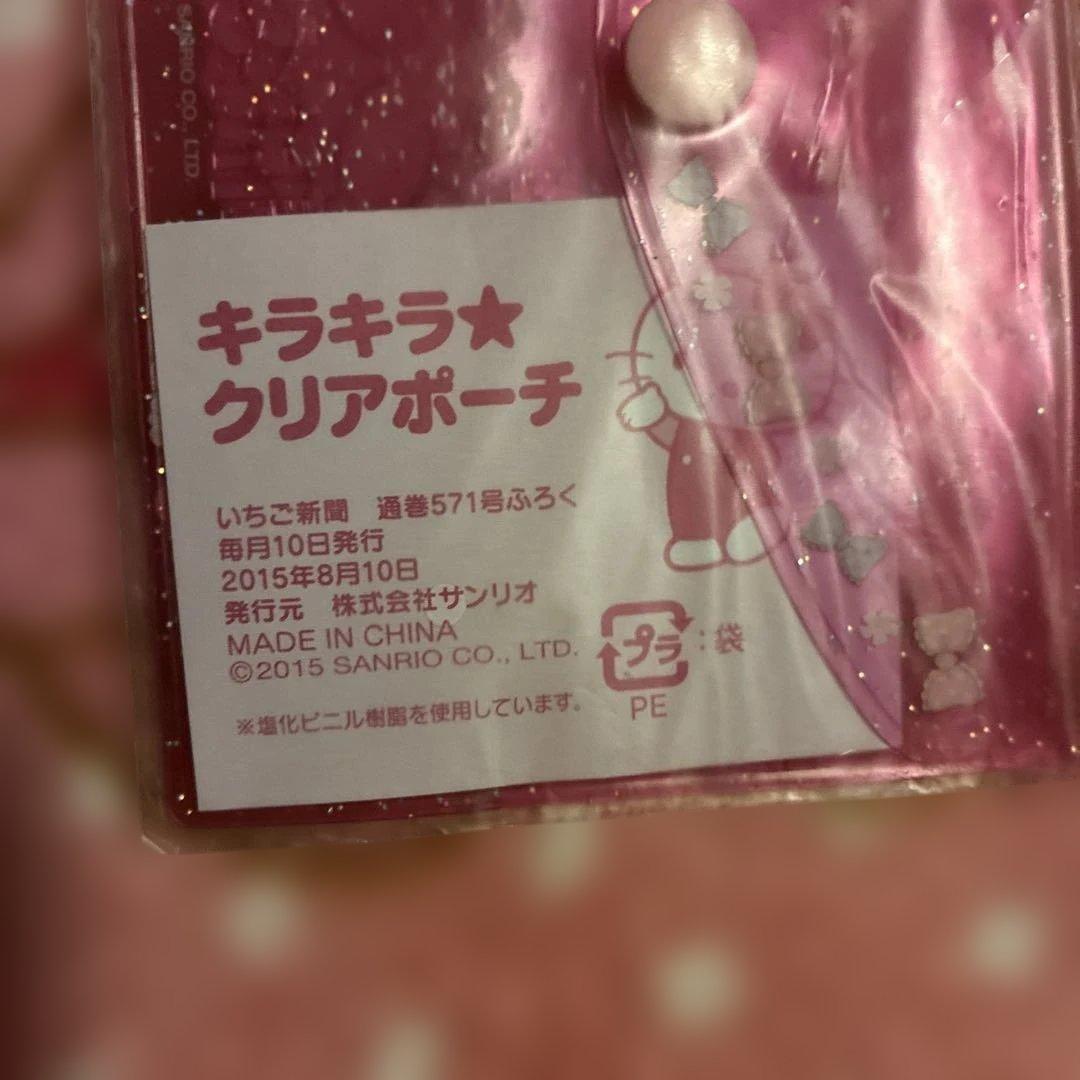 SANRIO CO., LTD.
キラキラ★
クリアポーチ
いちご新聞　通巻571号ふろく
毎月10日発行
2015年8月10日
発行元　株式会社サンリオ
MADE IN CHINA
©2015 SANRIO CO., LTD.
プラ：袋
PE
※塩化ビニル樹脂を使用しています。